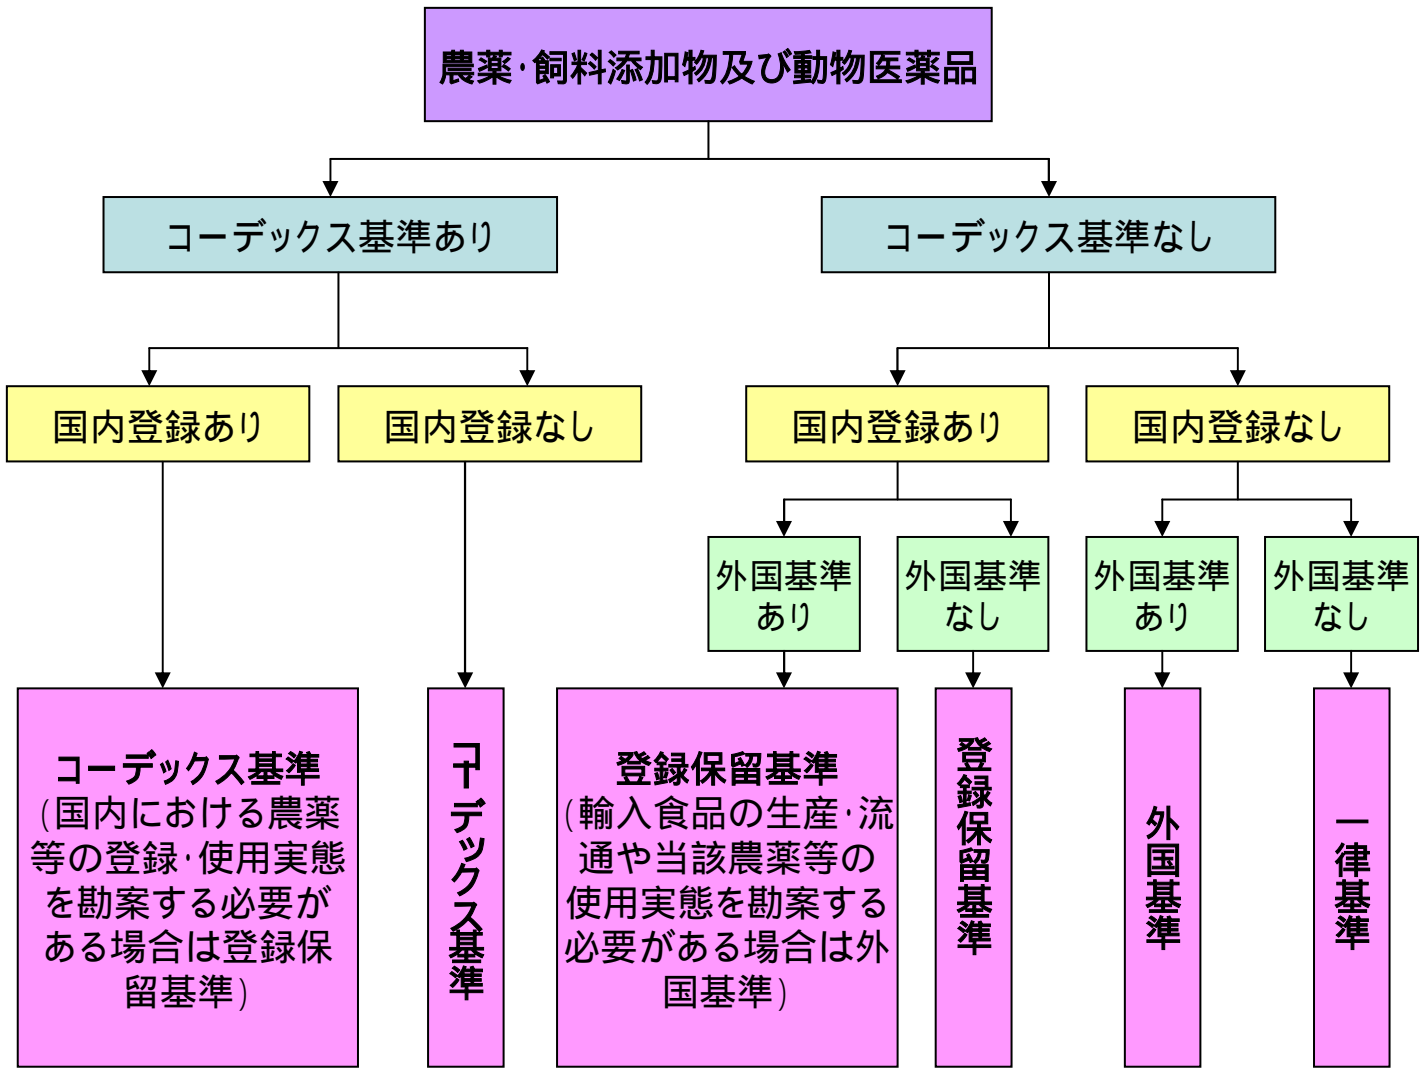 農薬・飼料添加物及び動物医薬品
コーデックス基準あり
コーデックス基準なし
国内登録あり
国内登録なし
国内登録あり
国内登録なし
外国基準
あり
外国基準
なし
外国基準
あり
外国基準
なし
コーデックス基準
(国内における農薬
等の登録・使用実態
を勘案する必要が
ある場合は登録保
留基準)
コーデックス基準
登録保留基準
(輸入食品の生産・流
通や当該農薬等の
使用実態を勘案する
必要がある場合は外
国基準)
登録保留基準
外国基準
一律基準